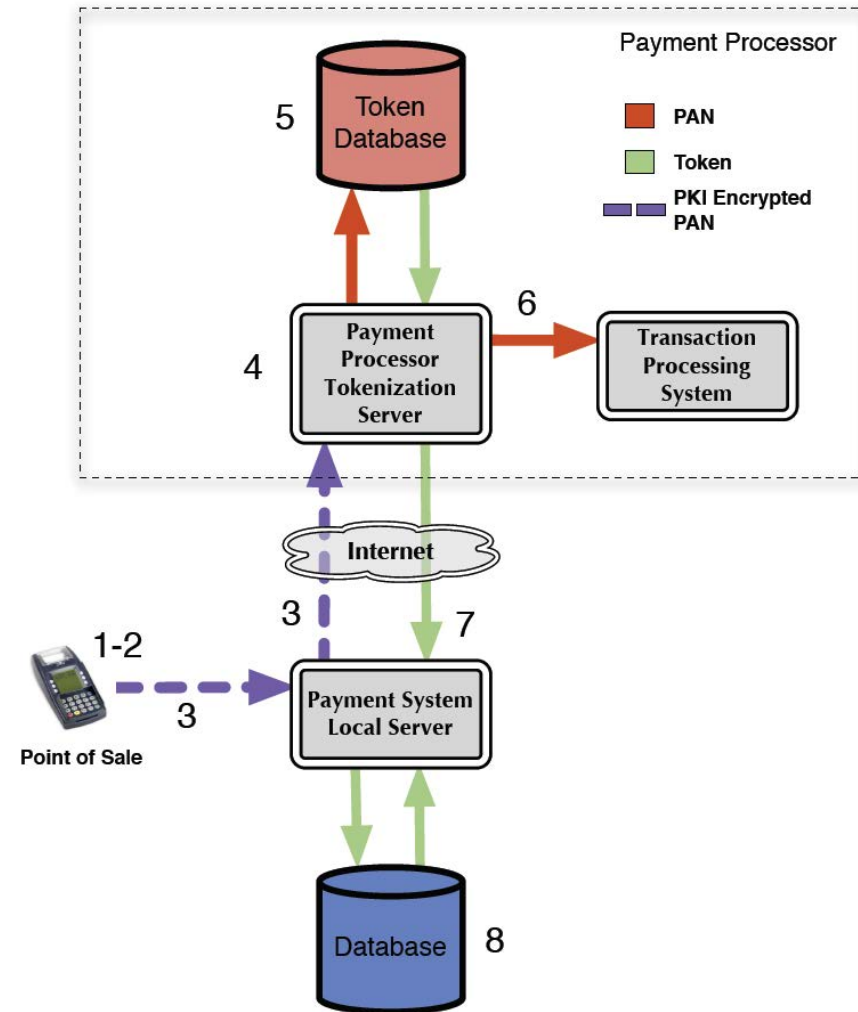 Payment Processor
5
Token
Database
PAN
Token
PKI Encrypted
PAN
6
4
Payment
Processor
Tokenization
Server
Transaction
Processing
System
Internet
3
7
1-2
3
Point of Sale
Payment System
Local Server
Database
8